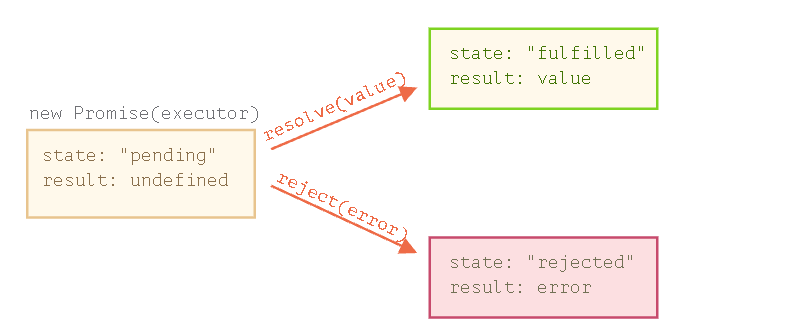 new Promise(executor)
state: "pending"
result: undefined
resolve(value)
reject(error)
state: "fulfilled"
result: value
state: "rejected"
result: error